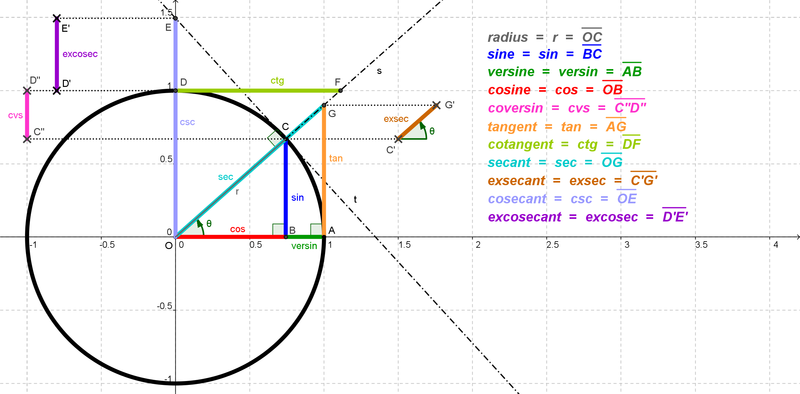 radius = r = OC
sine = sin = BC
versine = versin = AB
cosine = cos = OB
coversin = cvs = C"D"
tangent = tan = AG
cotangent = ctg = DF
secant = sec = OG
exsecant = exsec = C'G'
cosecant = csc = OE
excosecant = excosec = D'E'
1.5
E
E'
excosec
D"
D'
1
D
ctg
F
s
cvs
C"
csc
C
G
exsec
G'
θ
C'
0.5
sec
r
tan
sin
t
θ
cos
B
A
versin
0
O
-1
-0.5
0
0.5
1
1.5
2
2.5
3
3.5
4
-0.5
-1